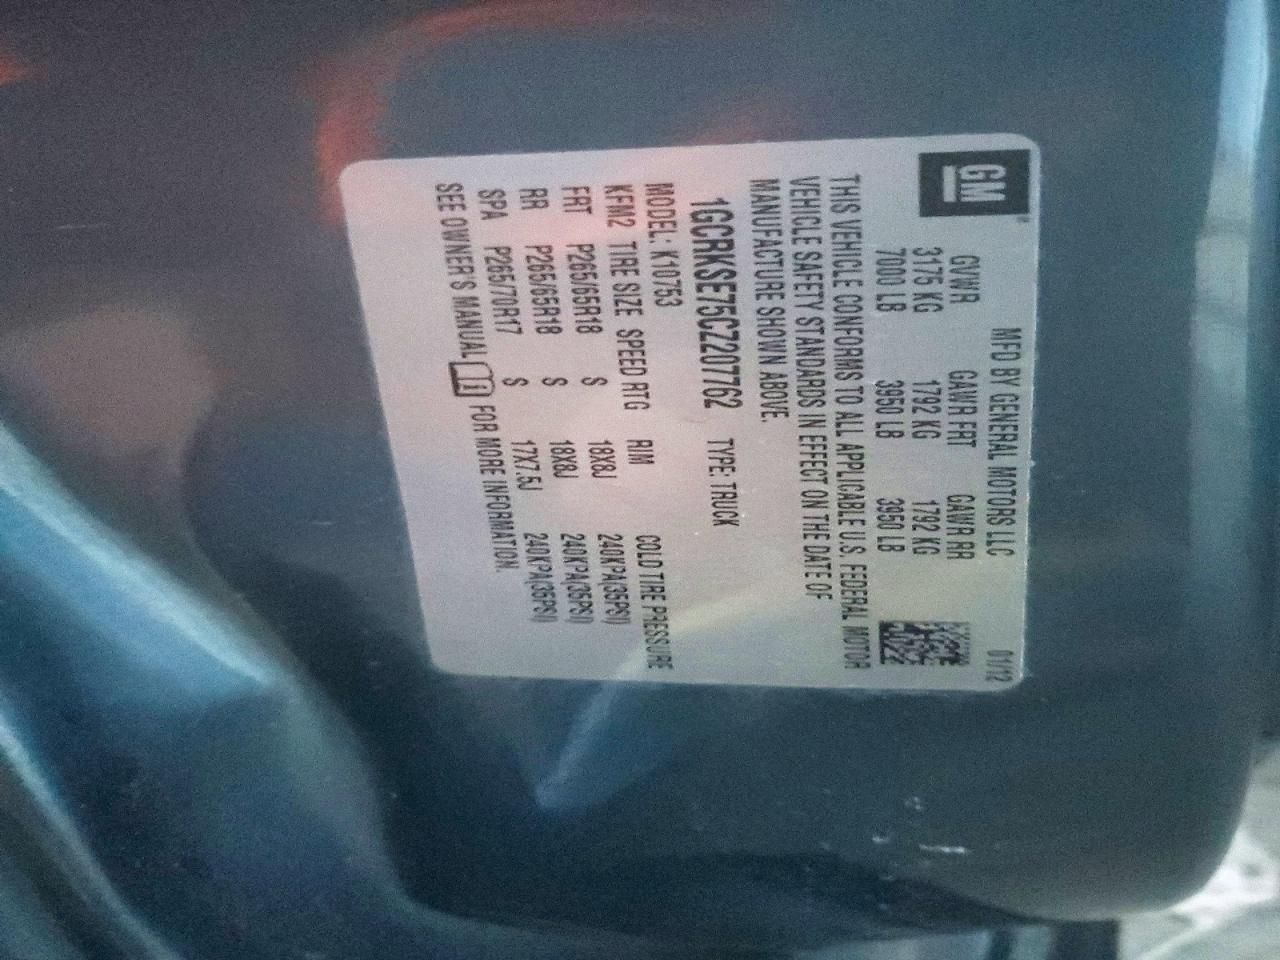 GM
MFD BY GENERAL MOTORS LLC 01/12
GVWR GAWR FRT GAWR RR
3175 KG 1792 KG 1792 KG
7000 LB 3950 LB 3950 LB
THIS VEHICLE CONFORMS TO ALL APPLICABLE U.S. FEDERAL MOTOR
VEHICLE SAFETY STANDARDS IN EFFECT ON THE DATE OF
MANUFACTURE SHOWN ABOVE.
1GCRKSE75CZ207762 TYPE: TRUCK
MODEL: K10753
KFM2 TIRE SIZE SPEED RTG RIM COLD TIRE PRESSURE
FRT P265/65R18 S 18X8J 240KPA(35PSI)
RR P265/65R18 S 18X8J 240KPA(35PSI)
SPA P265/70R17 S 17X7.5J 240KPA(35PSI)
SEE OWNER'S MANUAL FOR MORE INFORMATION.